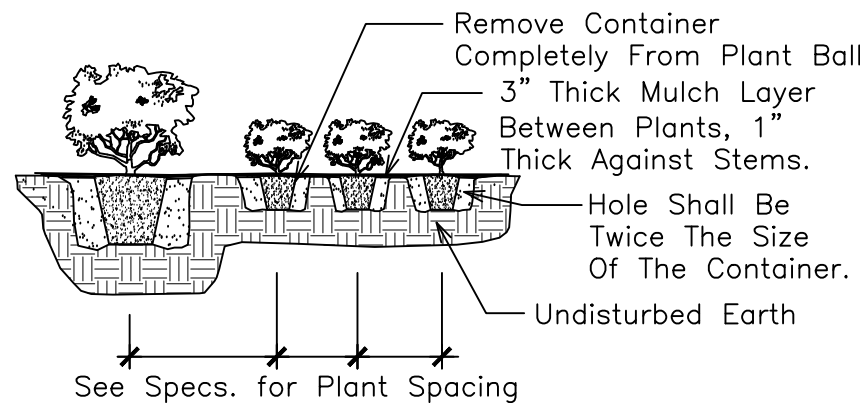 Remove Container
Completely From Plant Ball
3" Thick Mulch Layer
Between Plants, 1"
Thick Against Stems.
Hole Shall Be
Twice The Size
Of The Container.
Undisturbed Earth
See Specs. for Plant Spacing